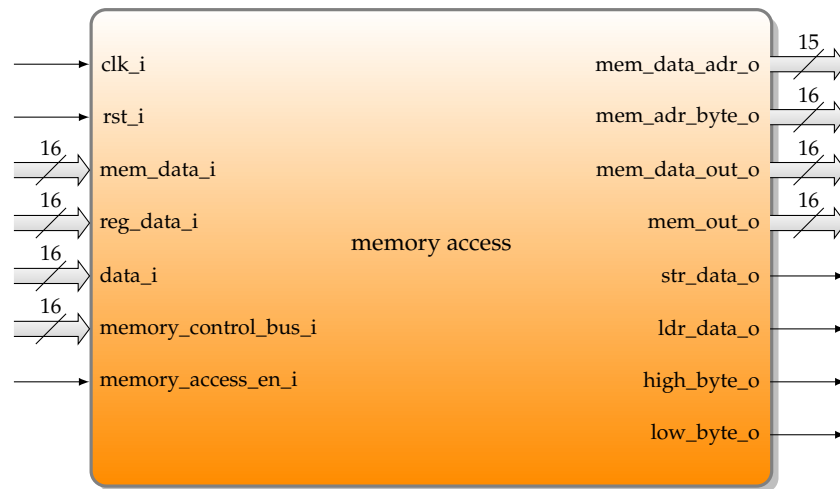 15
clk_i mem_data_adr_o
16
rst_i mem_adr_byte_o
16 16
mem_data_i mem_data_out_o
16 16
reg_data_i mem_out_o
memory access
16
data_i str_data_o
16
memory_control_bus_i ldr_data_o
memory_access_en_i high_byte_o
low_byte_o